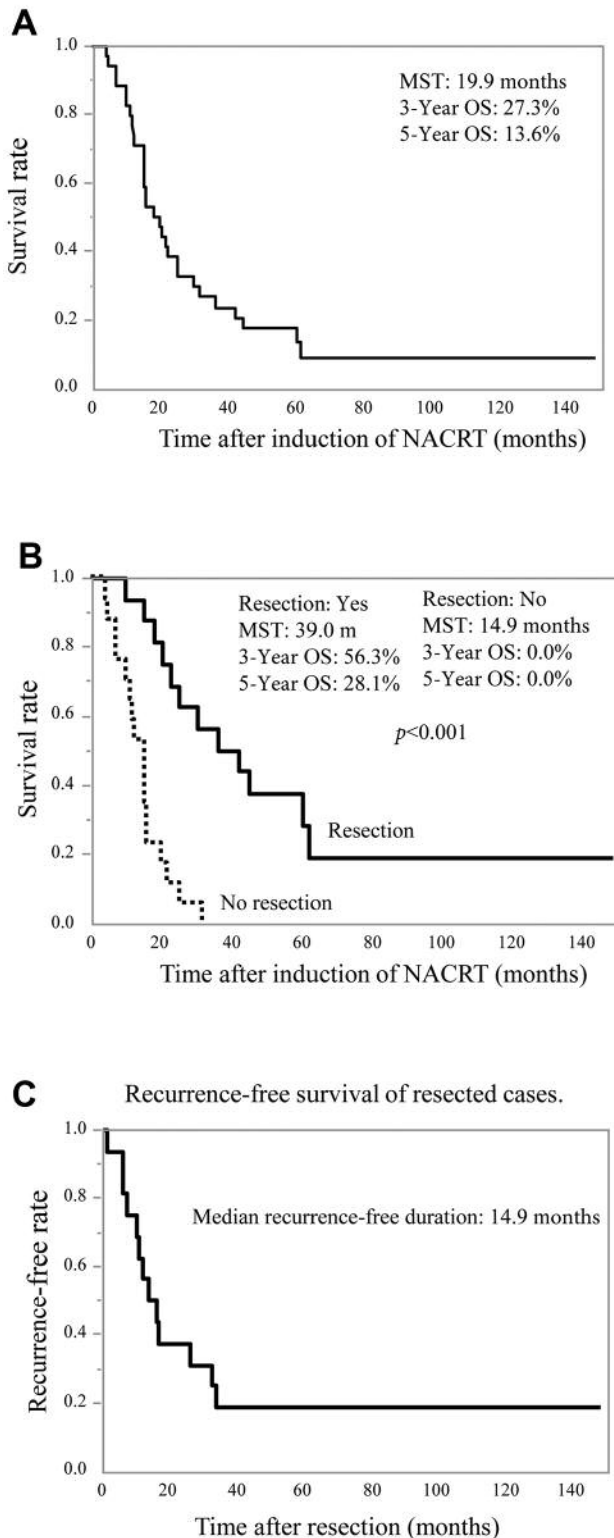 A
1.0
0.8
0.6
0.4
0.2
0.0
Survival rate
MST: 19.9 months
3-Year OS: 27.3%
5-Year OS: 13.6%
0 20 40 60 80 100 120 140
Time after induction of NACRT (months)
B
1.0
0.8
0.6
0.4
0.2
0.0
Survival rate
Resection: Yes
MST: 39.0 m
3-Year OS: 56.3%
5-Year OS: 28.1%
Resection: No
MST: 14.9 months
3-Year OS: 0.0%
5-Year OS: 0.0%
p<0.001
Resection
No resection
0 20 40 60 80 100 120 140
Time after induction of NACRT (months)
C
Recurrence-free survival of resected cases.
1.0
0.8
0.6
0.4
0.2
0.0
Recurrence-free rate
Median recurrence-free duration: 14.9 months
0 20 40 60 80 100 120 140
Time after resection (months)